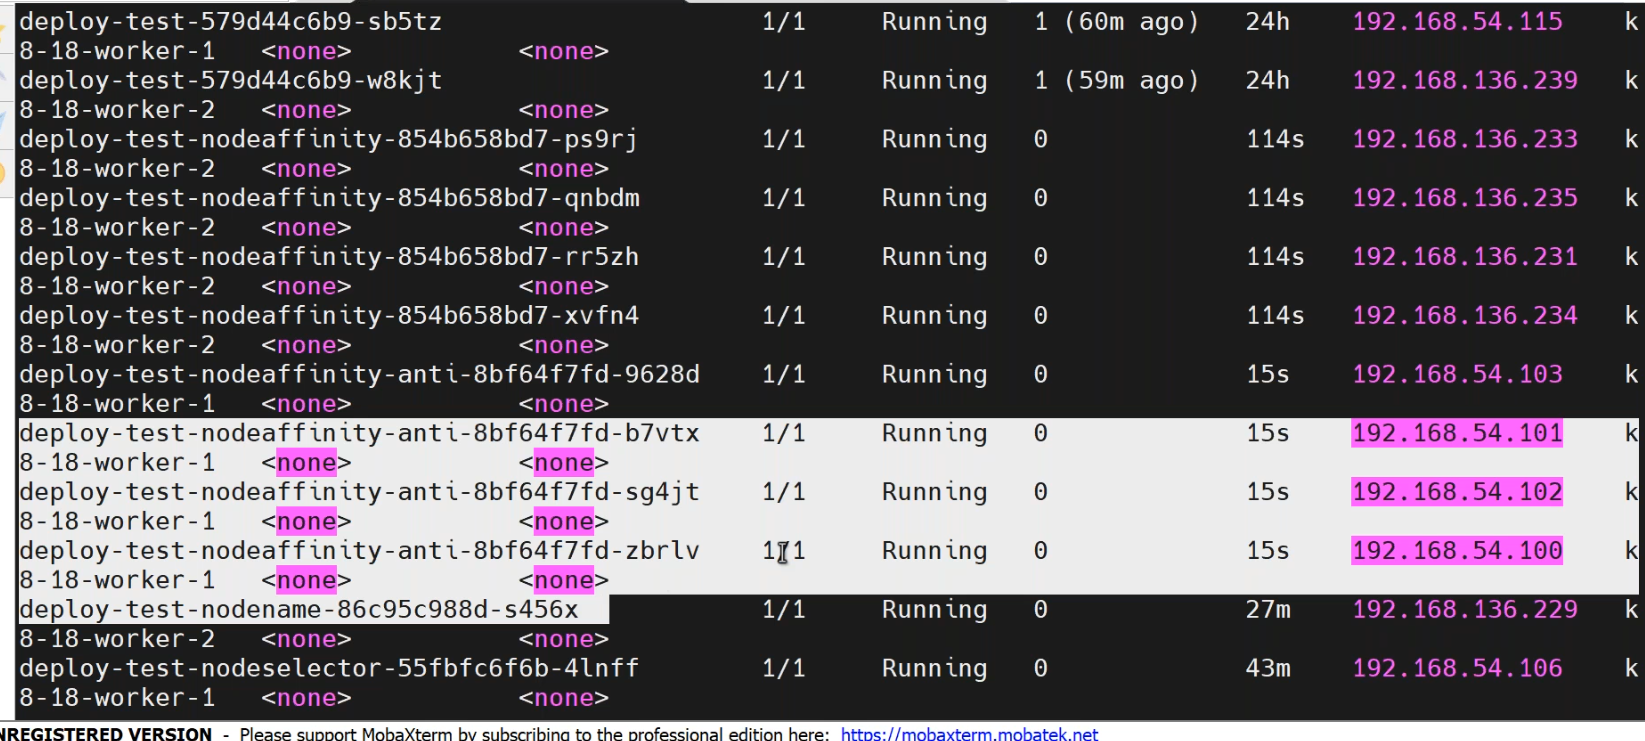 deploy-test-579d44c6b9-sb5tz 1/1 Running 1 (60m ago) 24h 192.168.54.115 k
8-18-worker-1 <none> <none>
deploy-test-579d44c6b9-w8kjt 1/1 Running 1 (59m ago) 24h 192.168.136.239 k
8-18-worker-2 <none> <none>
deploy-test-nodeaffinity-854b658bd7-ps9rj 1/1 Running 0 114s 192.168.136.233 k
8-18-worker-2 <none> <none>
deploy-test-nodeaffinity-854b658bd7-qnbdm 1/1 Running 0 114s 192.168.136.235 k
8-18-worker-2 <none> <none>
deploy-test-nodeaffinity-854b658bd7-rr5zh 1/1 Running 0 114s 192.168.136.231 k
8-18-worker-2 <none> <none>
deploy-test-nodeaffinity-854b658bd7-xvfn4 1/1 Running 0 114s 192.168.136.234 k
8-18-worker-2 <none> <none>
deploy-test-nodeaffinity-anti-8bf64f7fd-9628d 1/1 Running 0 15s 192.168.54.103 k
8-18-worker-1 <none> <none>
deploy-test-nodeaffinity-anti-8bf64f7fd-b7vtx 1/1 Running 0 15s 192.168.54.101 k
8-18-worker-1 <none> <none>
deploy-test-nodeaffinity-anti-8bf64f7fd-sg4jt 1/1 Running 0 15s 192.168.54.102 k
8-18-worker-1 <none> <none>
deploy-test-nodeaffinity-anti-8bf64f7fd-zbrlv 1/1 Running 0 15s 192.168.54.100 k
8-18-worker-1 <none> <none>
deploy-test-nodename-86c95c988d-s456x 1/1 Running 0 27m 192.168.136.229 k
8-18-worker-2 <none> <none>
deploy-test-nodeselector-55fbfc6f6b-4lnff 1/1 Running 0 43m 192.168.54.106 k
8-18-worker-1 <none> <none>
NREGISTERED VERSION - Please support MobaXterm by subscribing to the professional edition here: https://mobaxterm.mobatek.net